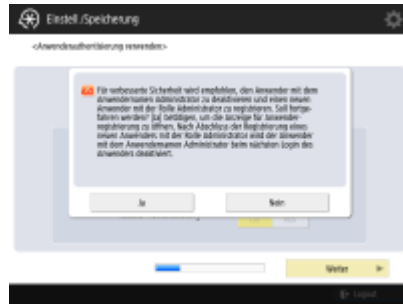 Einstell./Speicherung
<Anwenderauthentisierung verwenden>
Für verbesserte Sicherheit wird empfohlen, den Anwender mit dem
Anwendernamen Administrator zu deaktivieren und einen neuen
Anwender mit der Rolle Administrator zu registrieren. Soll fortge-
fahren werden? [Ja] betätigen, um die Anzeige für Anwender-
registrierung zu öffnen. Nach Abschluss der Registrierung eines
neuen Anwenders mit der Rolle Administrator wird der Anwender
mit dem Anwendernamen Administrator beim nächsten Login des
Anwenders deaktiviert.
Ja
Nein
Weiter
Logout